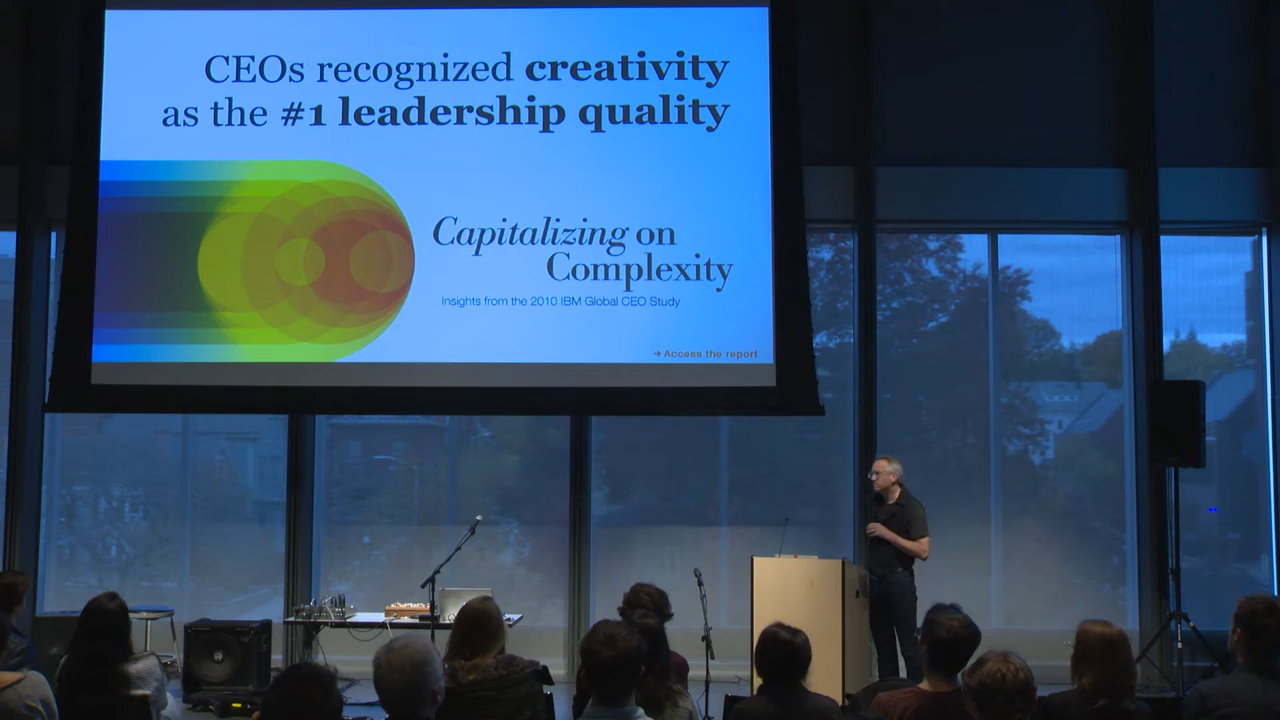 CEOs recognized creativity
as the #1 leadership quality
Capitalizing on
Complexity
Insights from the 2010 IBM Global CEO Study
→ Access the report